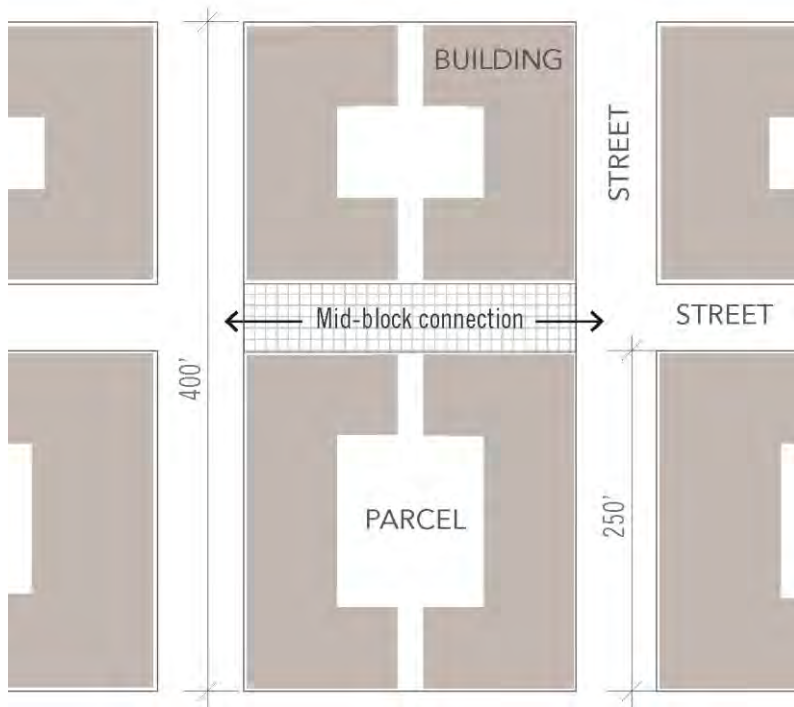 BUILDING
STREET
Mid-block connection
STREET
400'
250'
PARCEL